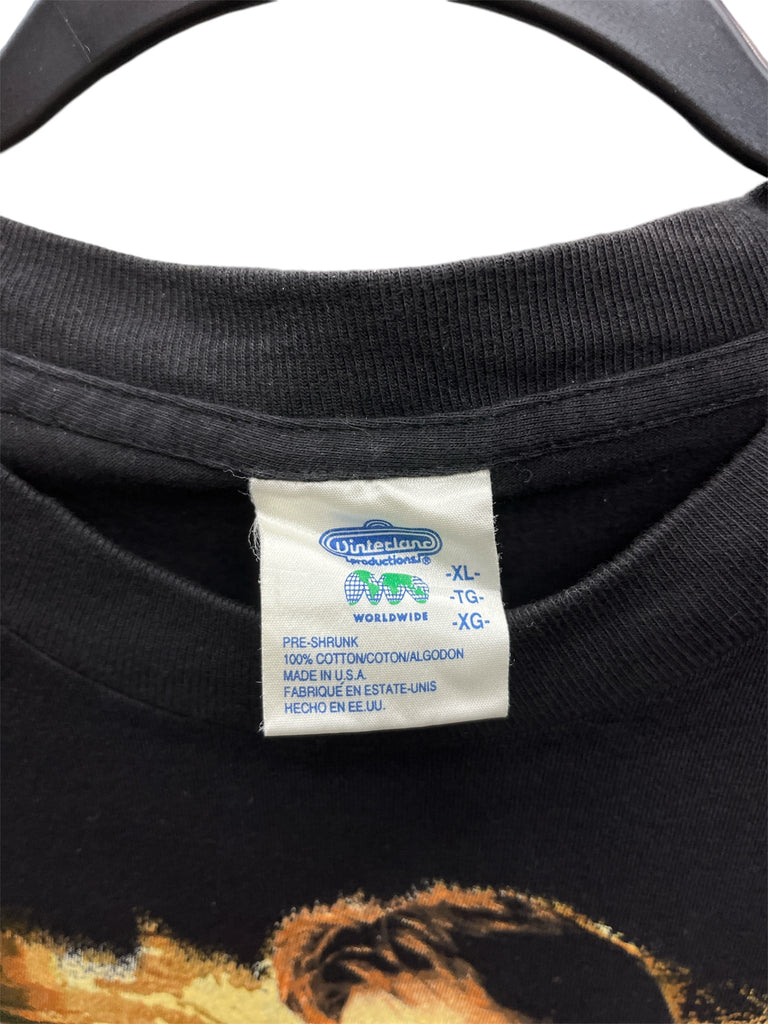 Winterland
Productions®
WORLDWIDE
-XL-
-TG-
-XG-
PRE-SHRUNK
100% COTTON/COTON/ALGODON
MADE IN U.S.A.
FABRIQUÉ EN ESTATE-UNIS
HECHO EN EE.UU.